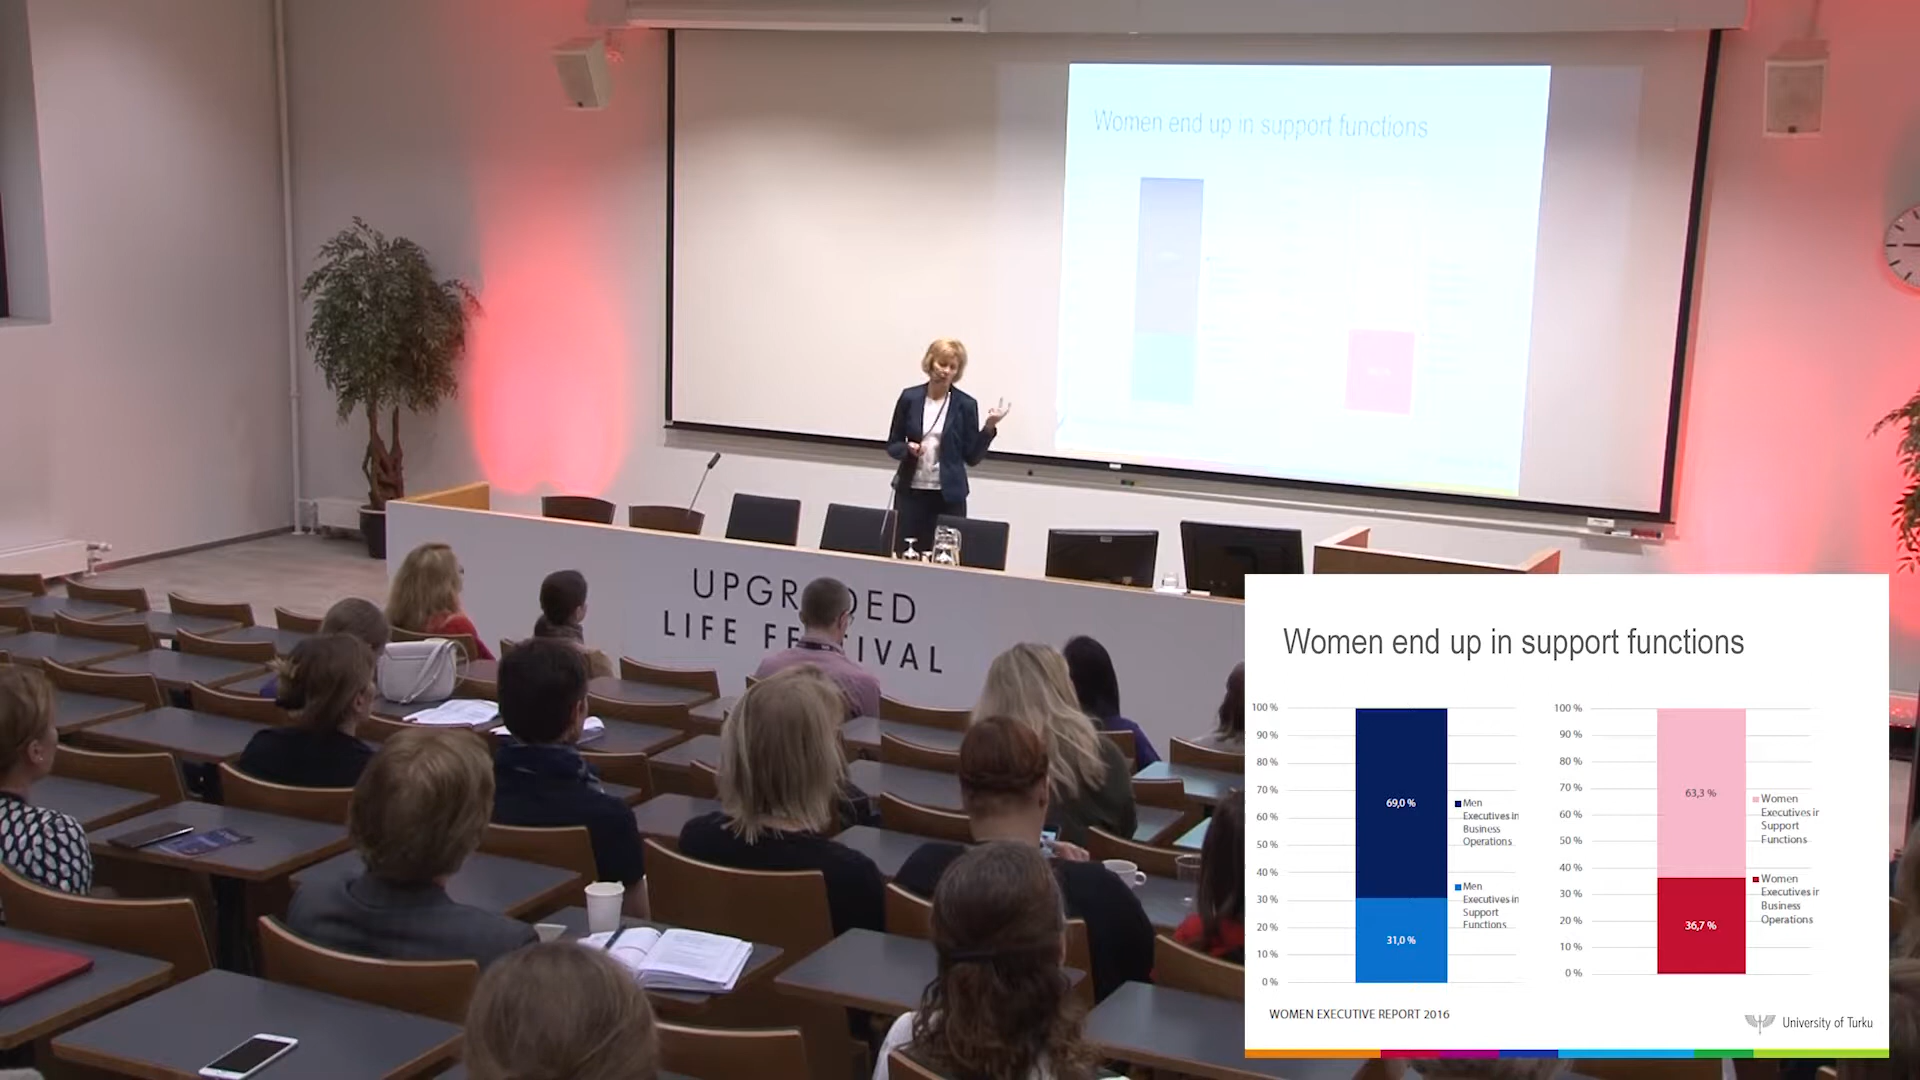 Women end up in support functions
UPGR DED
LIFE FE IVAL
Women end up in support functions
100 %
90 %
80 %
70 %
60 %
50 %
40 %
30 %
20 %
10 %
0 %
69,0 %
31,0 %
Men
Executives in
Business
Operations
Men
Executives in
Support
Functions
100 %
90 %
80 %
70 %
60 %
50 %
40 %
30 %
20 %
10 %
0 %
63,3 %
36,7 %
Women
Executives ir
Support
Functions
Women
Executives ir
Business
Operations
WOMEN EXECUTIVE REPORT 2016
University of Turku